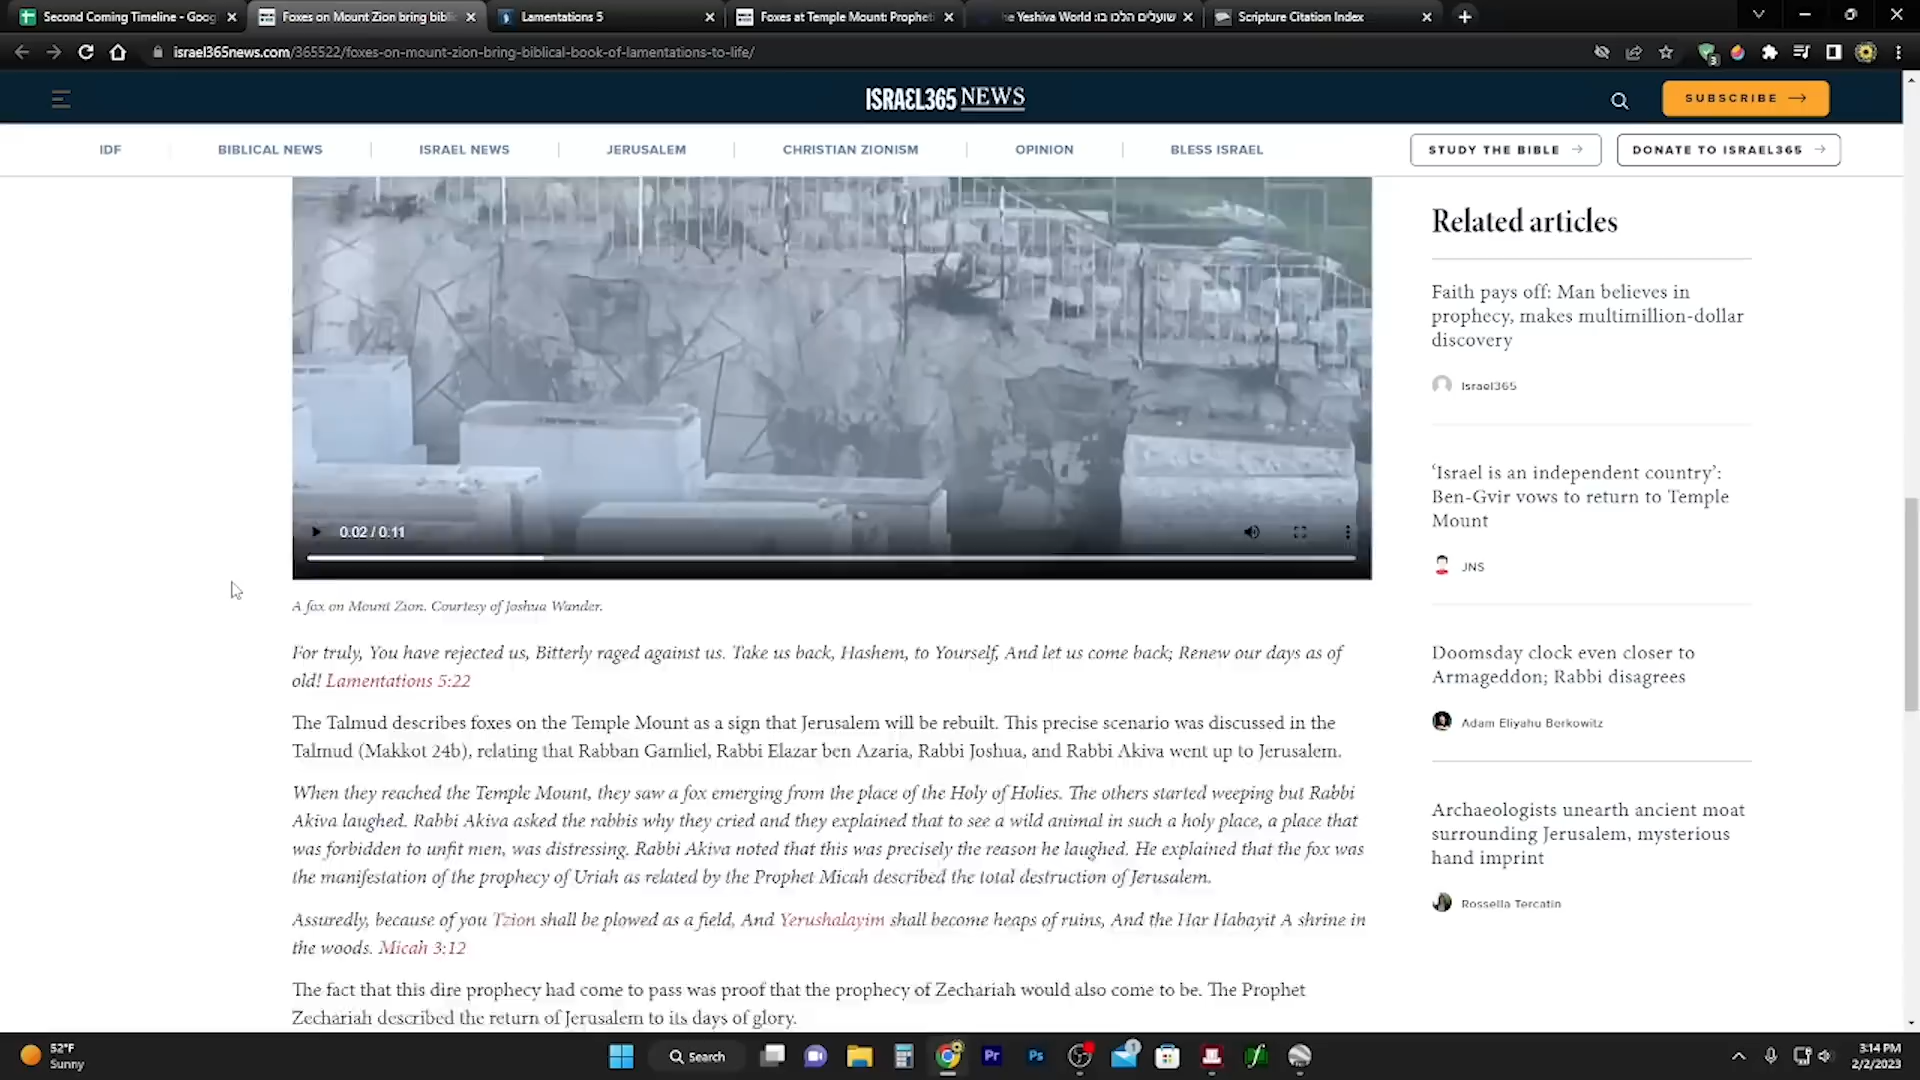 Second Coming Timeline - Goog
Foxes on Mount Zion bring bibli
Lamentations 5
Foxes at Temple Mount: Propheti
he Yeshiva World :שועלים הלכו בו
Scripture Citation Index
israel365news.com/365522/foxes-on-mount-zion-bring-biblical-book-of-lamentations-to-life/
3
ISRAEL365 NEWS
SUBSCRIBE
IDF
BIBLICAL NEWS
ISRAEL NEWS
JERUSALEM
CHRISTIAN ZIONISM
OPINION
BLESS ISRAEL
STUDY THE BIBLE
DONATE TO ISRAEL365
0:02 / 0:11
A fox on Mount Zion. Courtesy of Joshua Wander.
For truly, You have rejected us, Bitterly raged against us. Take us back, Hashem, to Yourself, And let us come back; Renew our days as of
old! Lamentations 5:22
The Talmud describes foxes on the Temple Mount as a sign that Jerusalem will be rebuilt. This precise scenario was discussed in the
Talmud (Makkot 24b), relating that Rabban Gamliel, Rabbi Elazar ben Azaria, Rabbi Joshua, and Rabbi Akiva went up to Jerusalem.
When they reached the Temple Mount, they saw a fox emerging from the place of the Holy of Holies. The others started weeping but Rabbi
Akiva laughed. Rabbi Akiva asked the rabbis why they cried and they explained that to see a wild animal in such a holy place, a place that
was forbidden to unfit men, was distressing. Rabbi Akiva noted that this was precisely the reason he laughed. He explained that the fox was
the manifestation of the prophecy of Uriah as related by the Prophet Micah described the total destruction of Jerusalem.
Assuredly, because of you Tzion shall be plowed as a field, And Yerushalayim shall become heaps of ruins, And the Har Habayit A shrine in
the woods. Micah 3:12
The fact that this dire prophecy had come to pass was proof that the prophecy of Zechariah would also come to be. The Prophet
Zechariah described the return of Jerusalem to its days of glory.
Related articles
Faith pays off: Man believes in
prophecy, makes multimillion-dollar
discovery
Israel365
'Israel is an independent country':
Ben-Gvir vows to return to Temple
Mount
JNS
Doomsday clock even closer to
Armageddon; Rabbi disagrees
Adam Eliyahu Berkowitz
Archaeologists unearth ancient moat
surrounding Jerusalem, mysterious
hand imprint
Rossella Tercatin
52°F
Sunny
Search
Pr
Ps
1
3:14 PM
2/2/2023